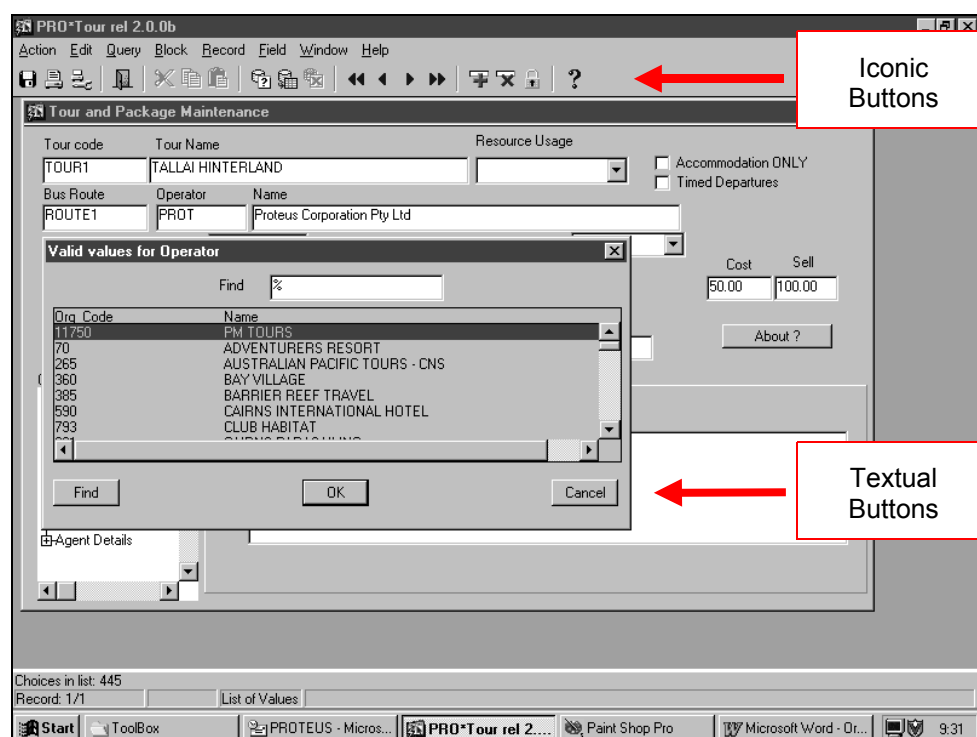 PRO*Tour rel 2.0.0b
Action Edit Query Block Record Field Window Help
Iconic
Buttons
Tour and Package Maintenance
Tour code Tour Name Resource Usage
TOUR1 TALLAI HINTERLAND
Accommodation ONLY
Timed Departures
Bus Route Operator Name
ROUTE1 PROT Proteus Corporation Pty Ltd
Valid values for Operator
Cost Sell
50.00 100.00
Find %
About ?
Org Code Name
11750 PM TOURS
70 ADVENTURERS RESORT
265 AUSTRALIAN PACIFIC TOURS - CNS
360 BAY VILLAGE
385 BARRIER REEF TRAVEL
590 CAIRNS INTERNATIONAL HOTEL
793 CLUB HABITAT
Find OK Cancel
Textual
Buttons
Agent Details
Choices in list: 445
Record: 1/1 List of Values
Start ToolBox PROTEUS - Micros... PRO*Tour rel 2.... Paint Shop Pro Microsoft Word - Or... 9:31